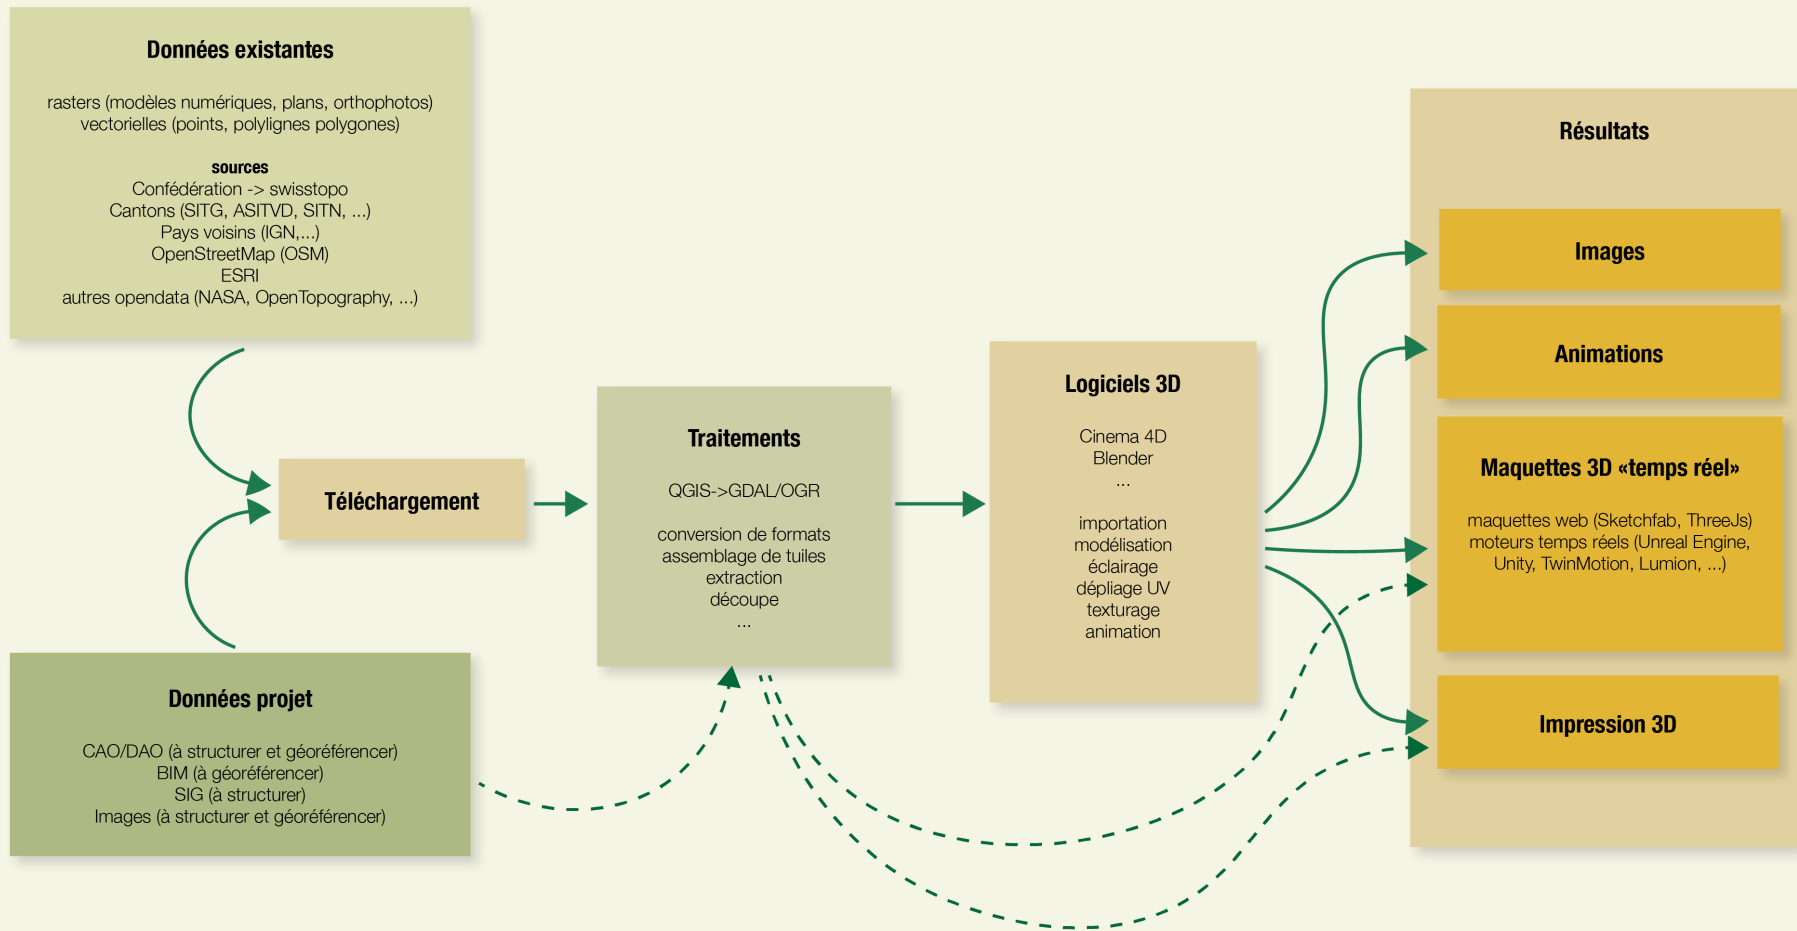 Données existantes
rasters (modèles numériques, plans, orthophotos)
vectorielles (points, polylignes polygones)
sources
Confédération -> swisstopo
Cantons (SITG, ASITVD, SITN, ...)
Pays voisins (IGN,...)
OpenStreetMap (OSM)
ESRI
autres opendata (NASA, OpenTopography, ...)
Données projet
CAO/DAO (à structurer et géoréférencer)
BIM (à géoréférencer)
SIG (à structurer)
Images (à structurer et géoréférencer)
Téléchargement
Traitements
QGIS->GDAL/OGR
conversion de formats
assemblage de tuiles
extraction
découpe
...
Logiciels 3D
Cinema 4D
Blender
...
importation
modélisation
éclairage
dépliage UV
texturage
animation
Résultats
Images
Animations
Maquettes 3D «temps réel»
maquettes web (Sketchfab, ThreeJs)
moteurs temps réels (Unreal Engine,
Unity, TwinMotion, Lumion, ...)
Impression 3D